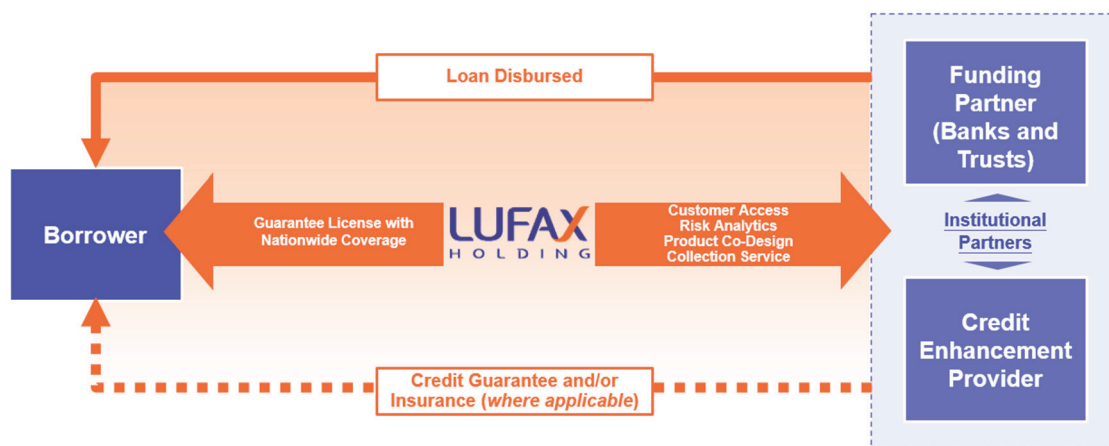 Loan Disbursed
Funding
Partner
(Banks and
Trusts)
Borrower
Guarantee License with
Nationwide Coverage
LUFAX
HOLDING
Customer Access
Risk Analytics
Product Co-Design
Collection Service
Institutional
Partners
Credit
Enhancement
Provider
Credit Guarantee and/or
Insurance (where applicable)